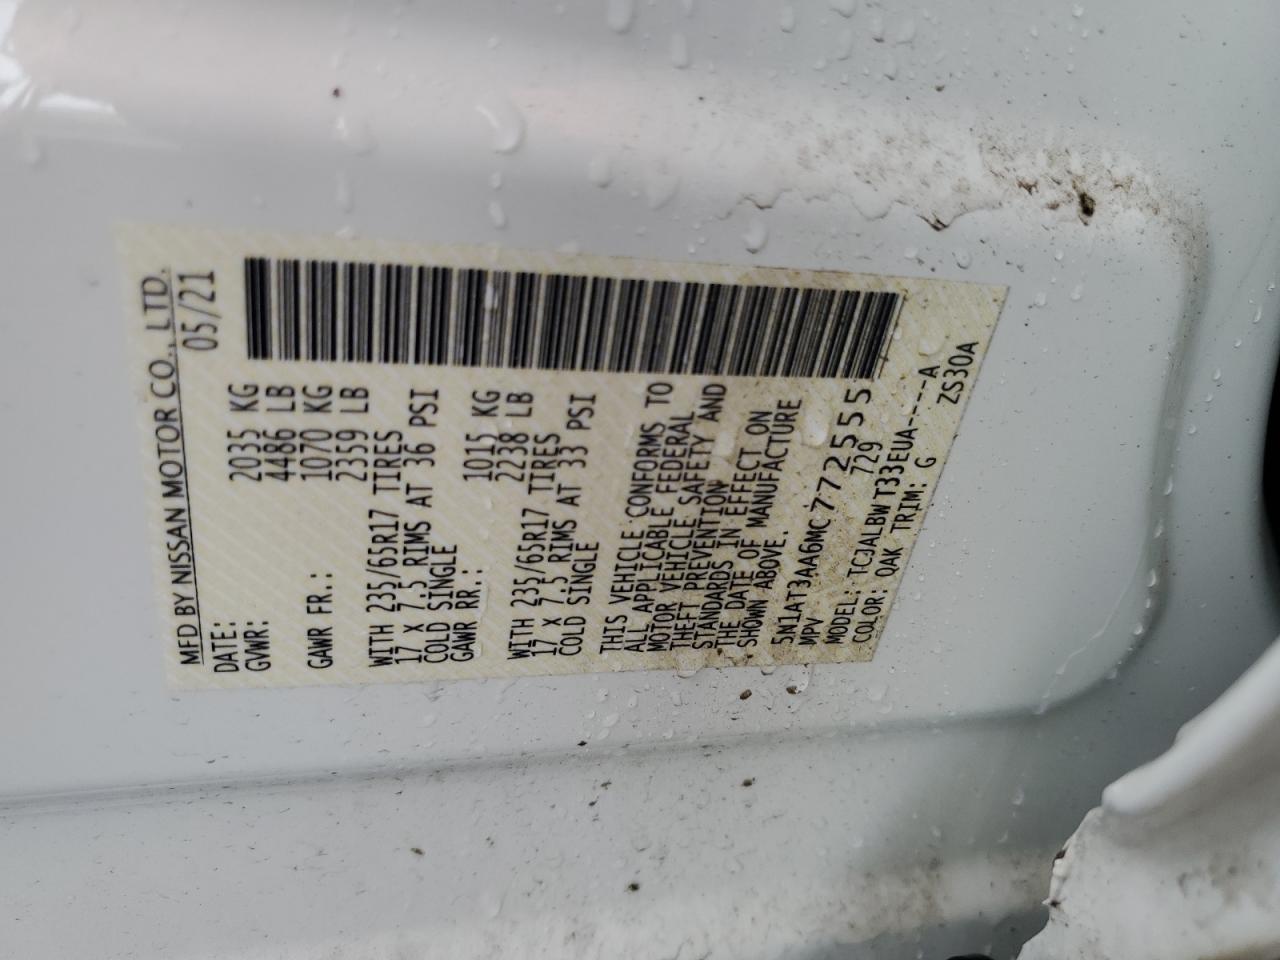 MFD BY NISSAN MOTOR CO., LTD.
DATE: 05/21
GVWR: 2035 KG
4486 LB
GAWR FR.: 1070 KG
2359 LB
WITH 235/65R17 TIRES
17 X 7.5 RIMS AT 36 PSI
COLD SINGLE
GAWR RR.: 1015 KG
2238 LB
WITH 235/65R17 TIRES
17 X 7.5 RIMS AT 33 PSI
COLD SINGLE
THIS VEHICLE CONFORMS TO
ALL APPLICABLE FEDERAL
MOTOR VEHICLE SAFETY AND
THEFT PREVENTION
STANDARDS IN EFFECT ON
THE DATE OF MANUFACTURE
SHOWN ABOVE.
5N1AT3AA6MC772555
MPV 729
MODEL: TCJALBWT33EUA-----A
COLOR: QAK TRIM: G ZS30A